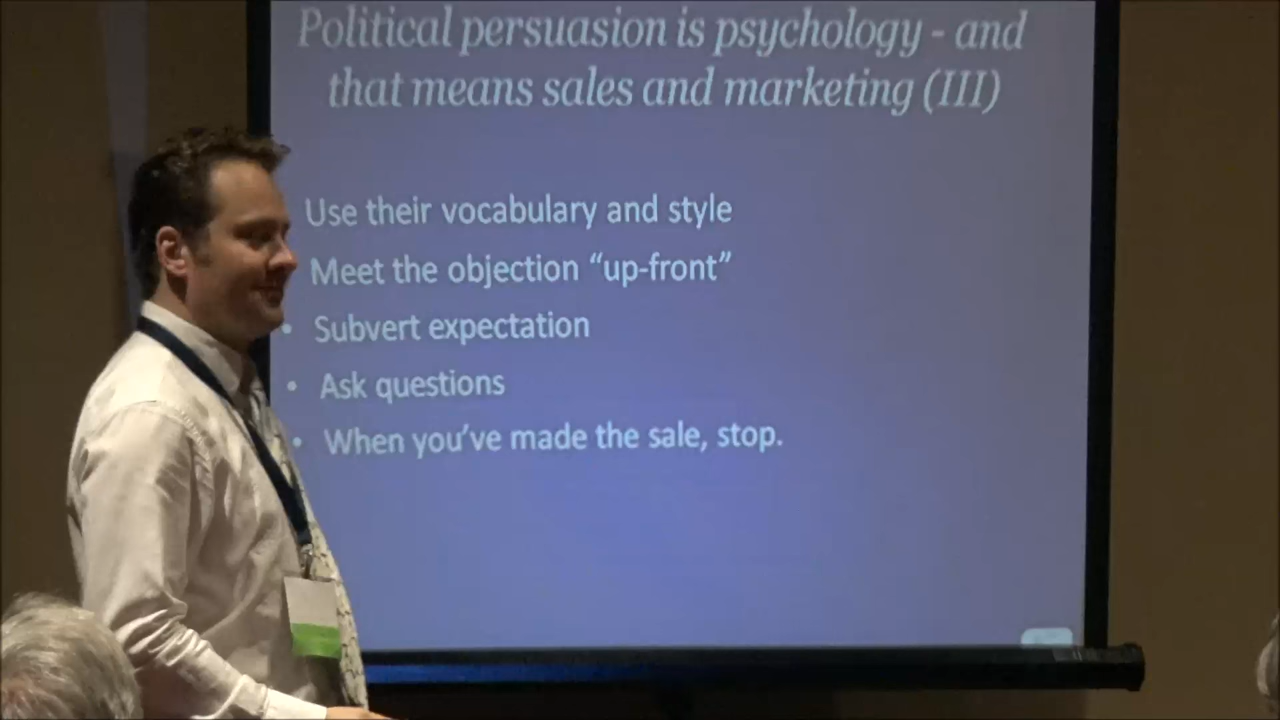 Political persuasion is psychology - and
that means sales and marketing (III)
Use their vocabulary and style
Meet the objection “up-front”
• Subvert expectation
• Ask questions
• When you’ve made the sale, stop.